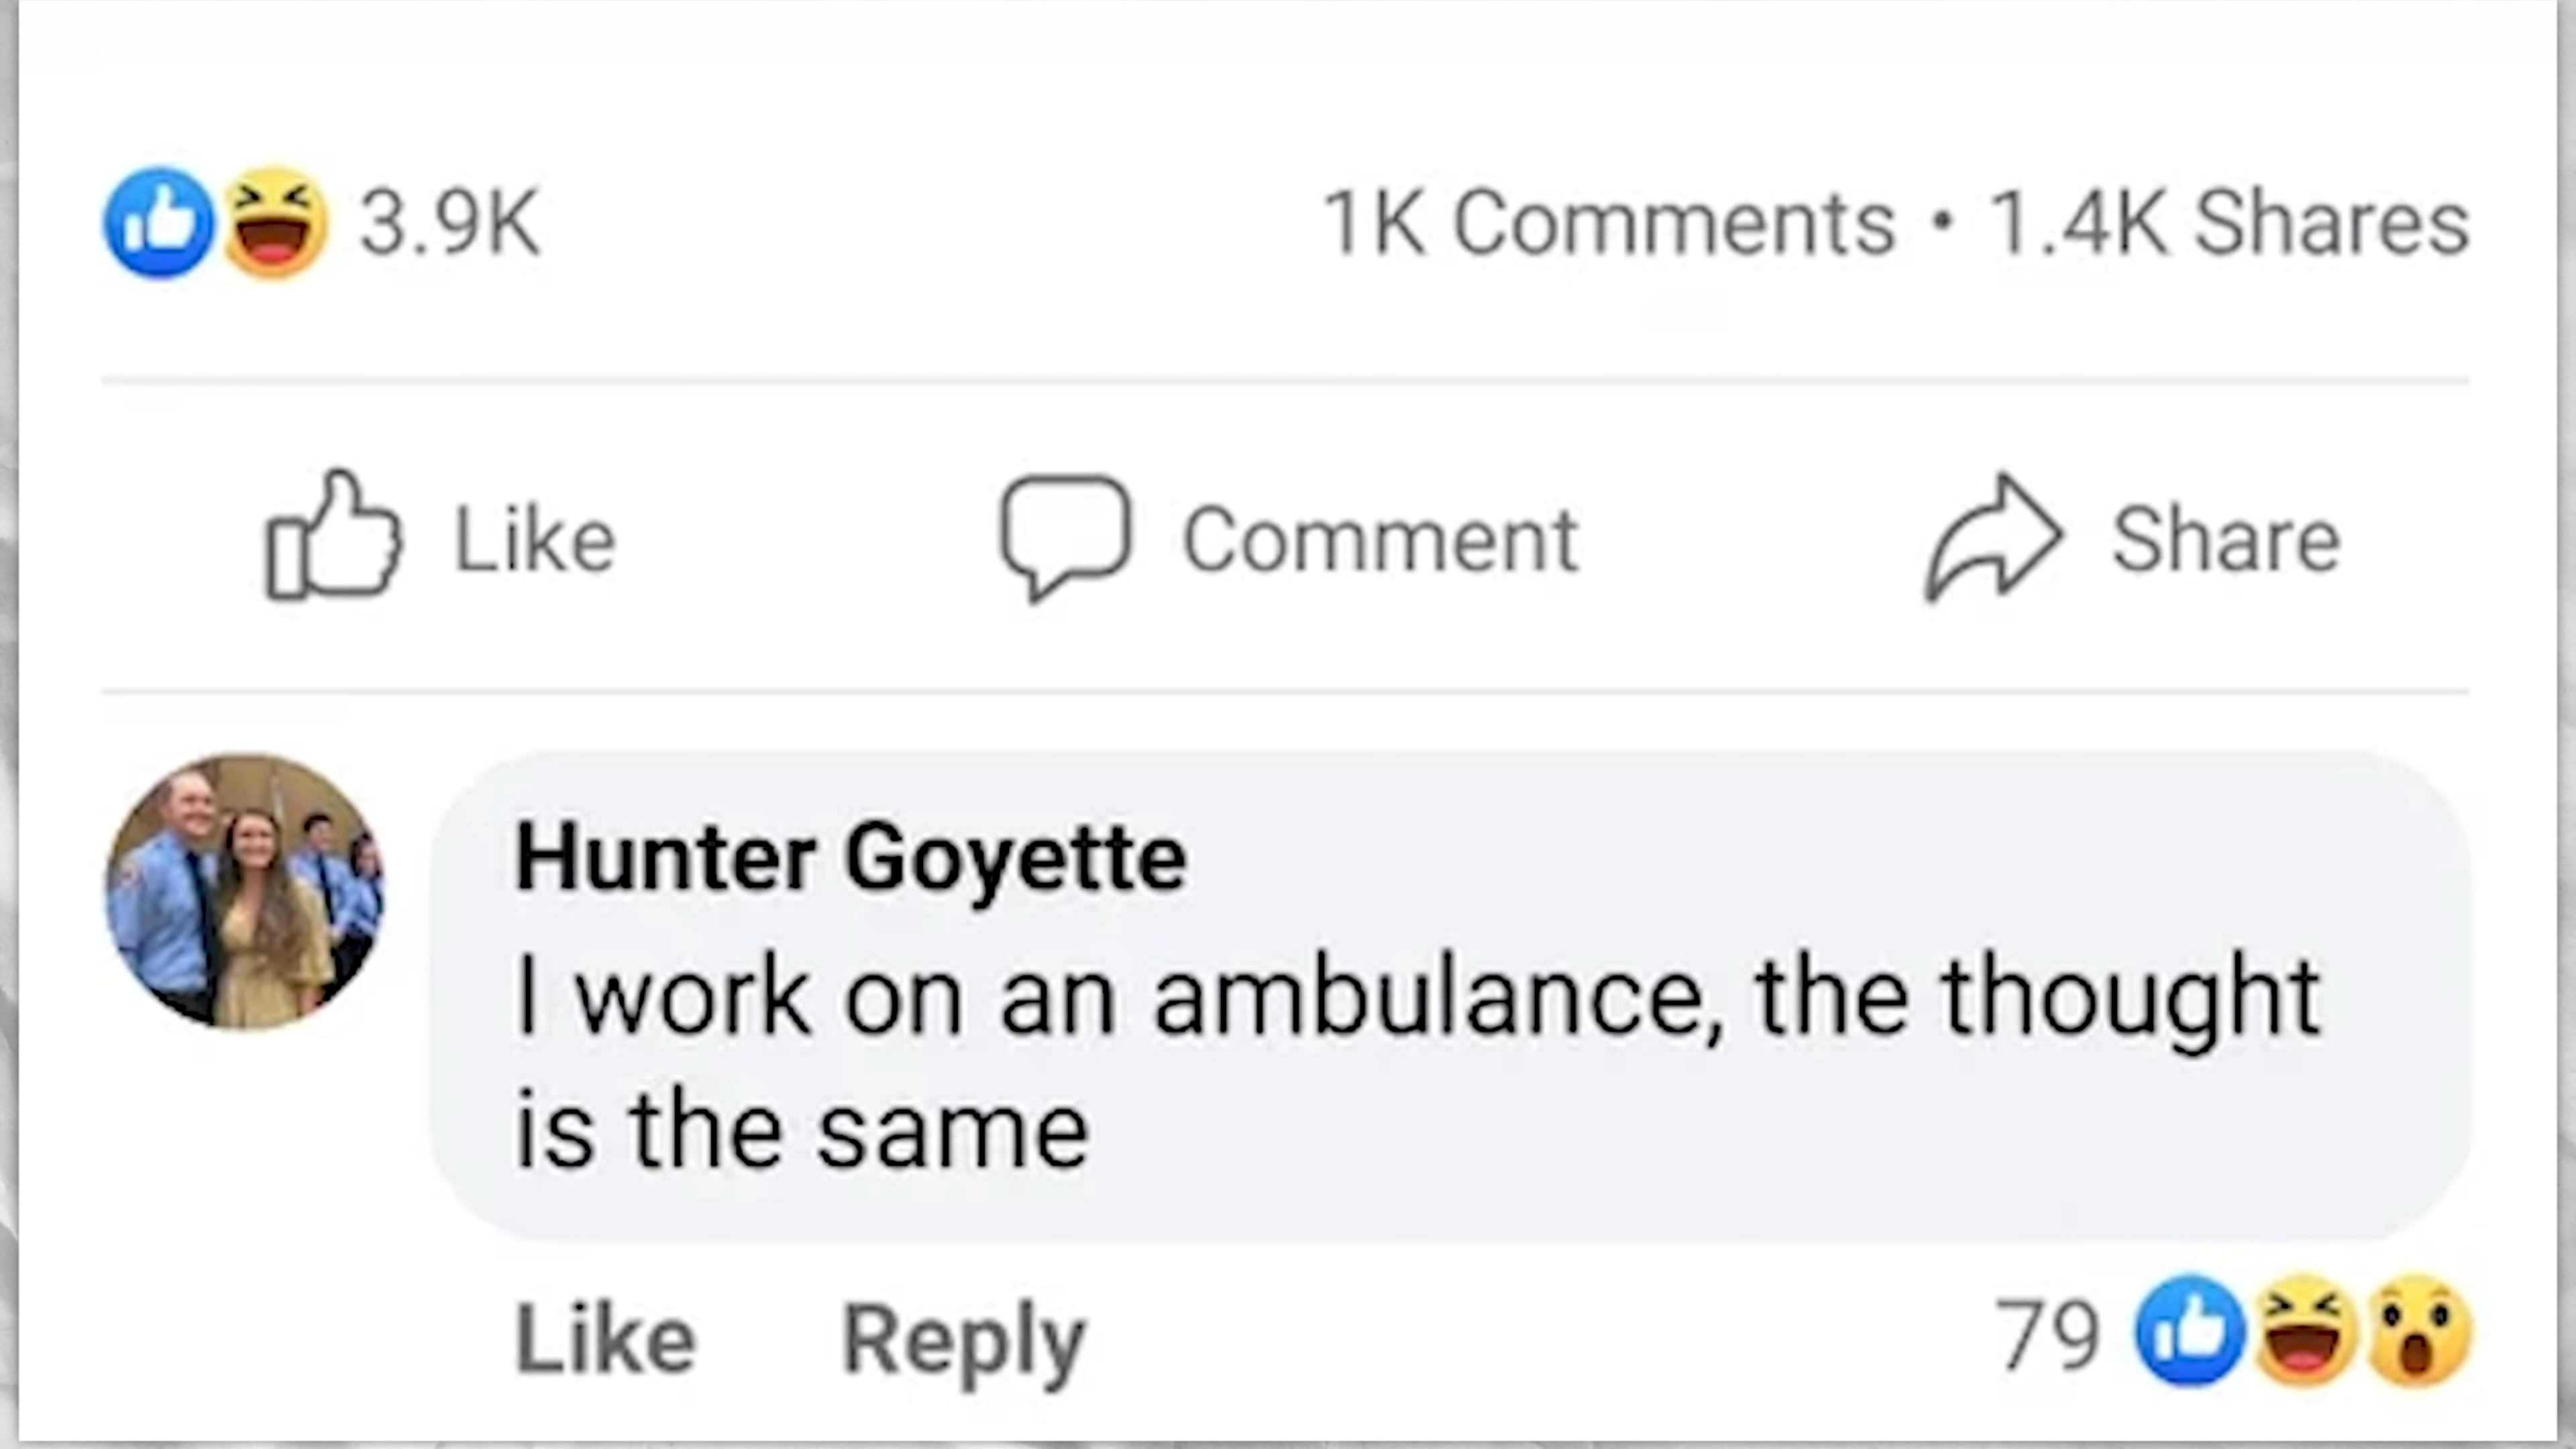 3.9K 1K Comments • 1.4K Shares
Like Comment Share
Hunter Goyette
I work on an ambulance, the thought
is the same
Like Reply 79